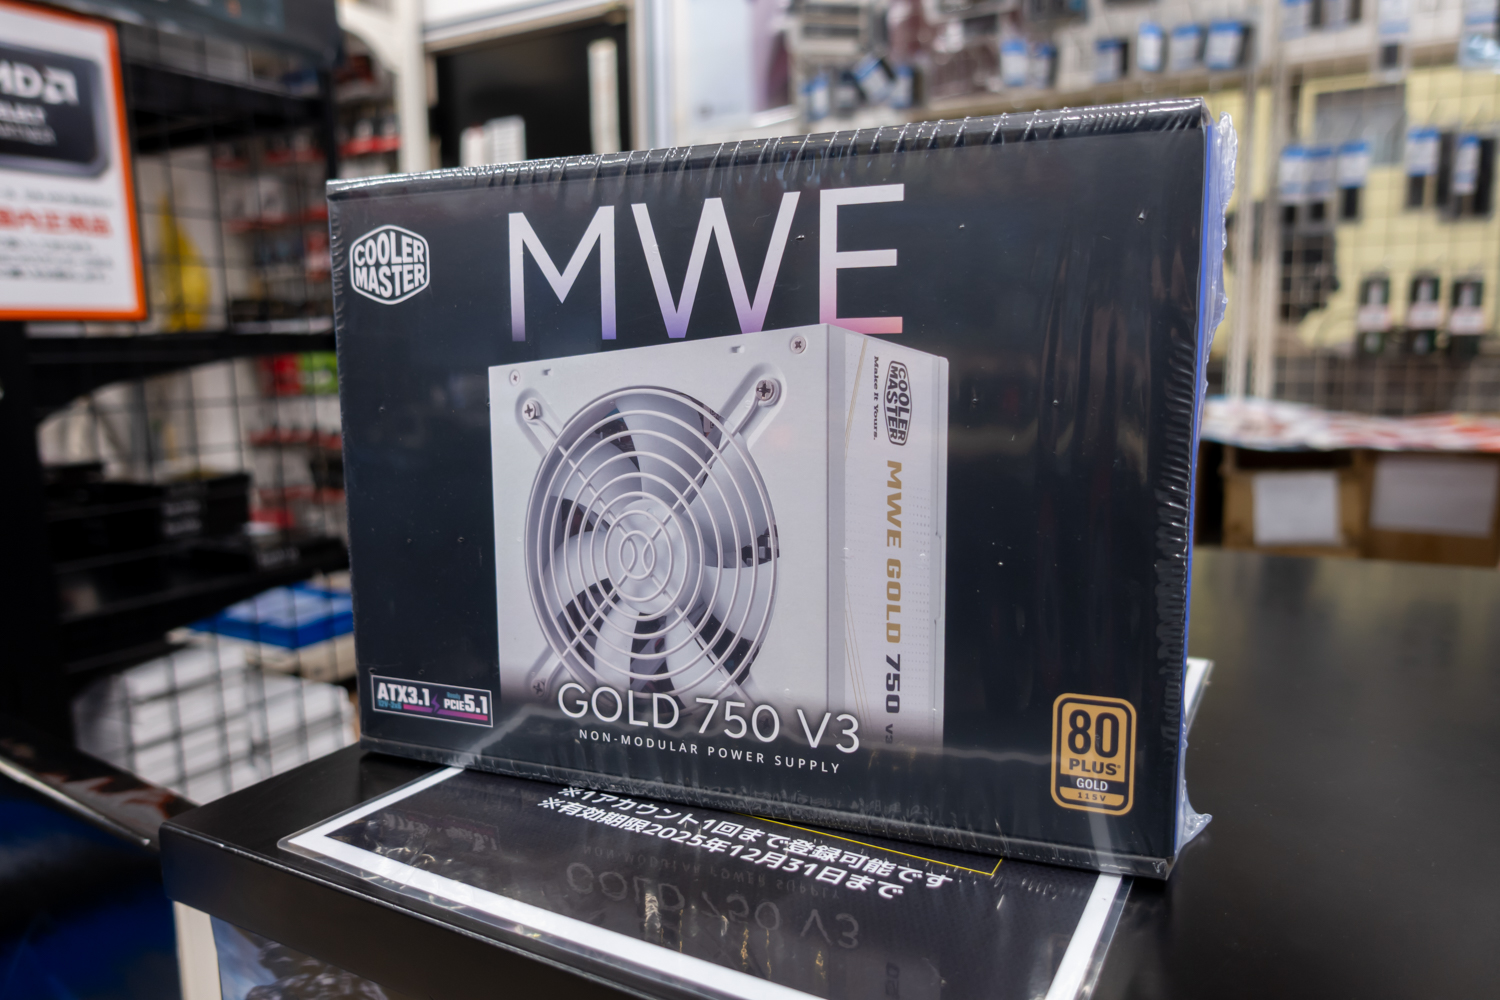 MWE
COOLER
MASTER
COOLER
MASTER
Make It Yours.
MWE GOLD 750 V3
ATX3.1
PCIE5.1
GOLD 750 V3
NON-MODULAR POWER SUPPLY
80
PLUS
GOLD
115V
※1アカウント1回まで登録可能です
※有効期限2025年12月31日まで